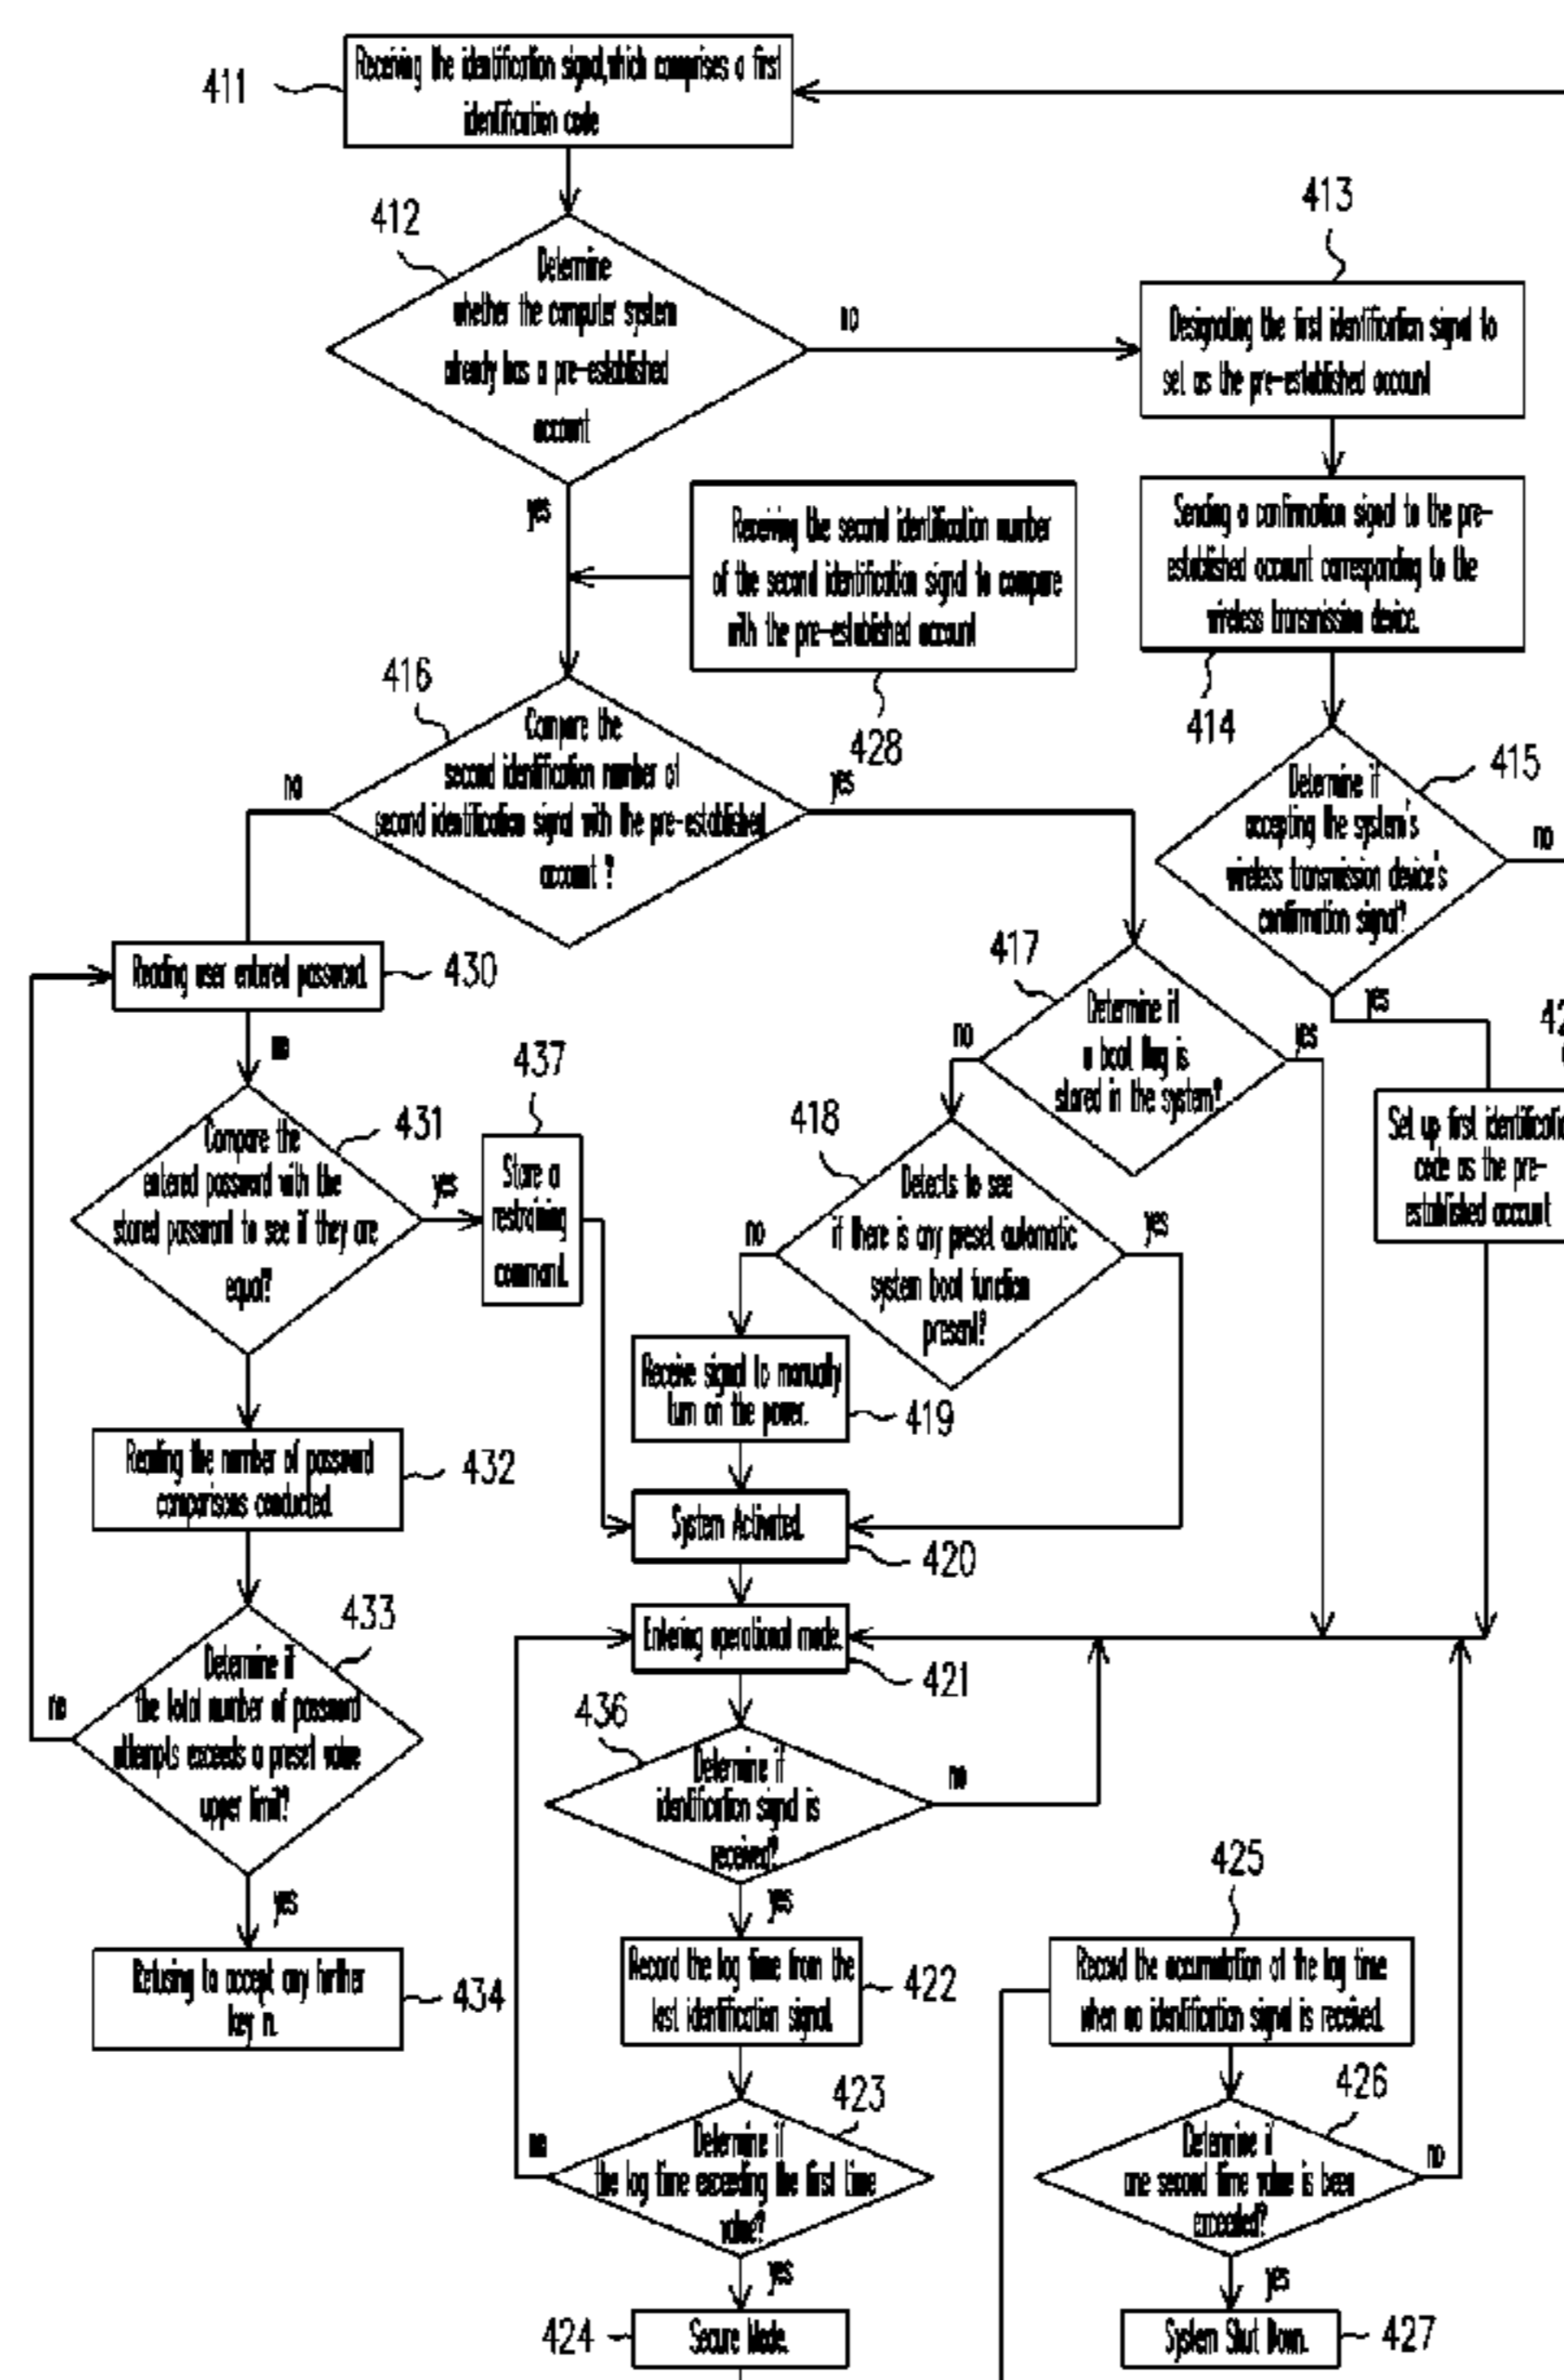 411
Receiving the identification signal,which comprises a first
identification code
412
Determine
whether the computer system
already has a pre-established
account
no
yes
413
Designating the first identification signal to
set as the pre-established account
Receiving the second identification number
of the second identification signal to compare
with the pre-established account
428
Sending a confirmation signal to the pre-
established account corresponding to the
wireless transmission device.
414
416
Compare the
second identification number of
second identification signal with the pre-established
account ?
no
yes
415
Determine if
accepting the system's
wireless transmission device's
confirmation signal?
no
yes
Reading user entered password.
430
no
417
Determine if
a boot flag is
stored in the system?
no
yes
42
Set up first identificatio
code as the pre-
established account
431
Compare the
entered password with the
stored password to see if they are
equal?
yes
437
Store a
restraining
command.
418
Detects to see
if there is any preset automatic
system boot function
present?
no
yes
Receive signal to manually
turn on the power.
419
Reading the number of password
comparisons conducted.
432
System Activated.
420
Entering operational mode.
421
433
Determine if
the total number of password
attempts exceeds a preset value
upper limit?
no
yes
436
Determine if
identification signal is
received?
no
yes
Refusing to accept any further
key in.
434
Record the log time from the
last identification signal.
422
425
Record the accumulation of the log time
when no identification signal is received.
423
Determine if
the log time exceeding the first time
value?
no
yes
426
Determine if
one second time value is been
exceeded?
no
yes
424
Secure Mode.
System Shut Down.
427